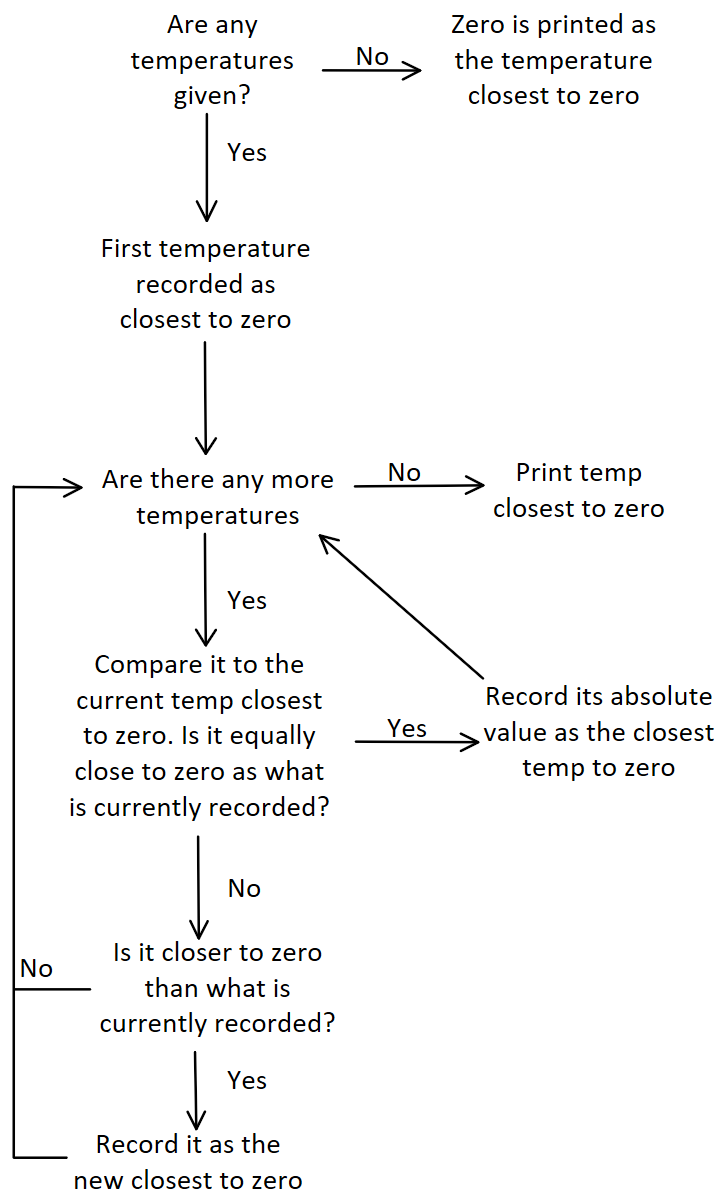 Are any
temperatures
given?
No
Zero is printed as
the temperature
closest to zero
Yes
First temperature
recorded as
closest to zero
Are there any more
temperatures
No
Print temp
closest to zero
Yes
Compare it to the
current temp closest
to zero. Is it equally
close to zero as what
is currently recorded?
Yes
Record its absolute
value as the closest
temp to zero
No
Is it closer to zero
than what is
currently recorded?
No
Yes
Record it as the
new closest to zero